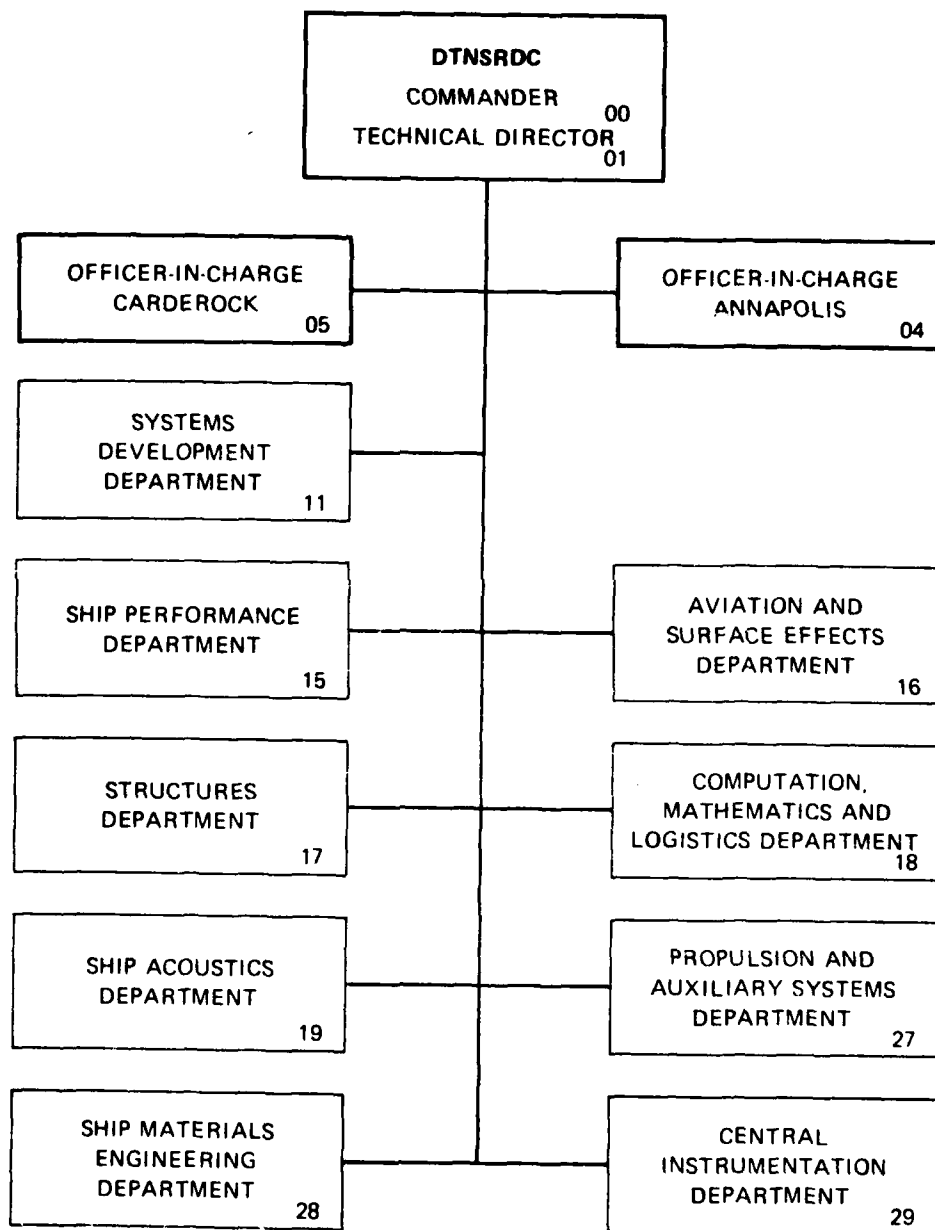 DTNSRDC
COMMANDER
00
TECHNICAL DIRECTOR
01
OFFICER-IN-CHARGE
CARDEROCK
05
OFFICER-IN-CHARGE
ANNAPOLIS
04
SYSTEMS
DEVELOPMENT
DEPARTMENT
11
SHIP PERFORMANCE
DEPARTMENT
15
AVIATION AND
SURFACE EFFECTS
DEPARTMENT
16
STRUCTURES
DEPARTMENT
17
COMPUTATION,
MATHEMATICS AND
LOGISTICS DEPARTMENT
18
SHIP ACOUSTICS
DEPARTMENT
19
PROPULSION AND
AUXILIARY SYSTEMS
DEPARTMENT
27
SHIP MATERIALS
ENGINEERING
DEPARTMENT
28
CENTRAL
INSTRUMENTATION
DEPARTMENT
29